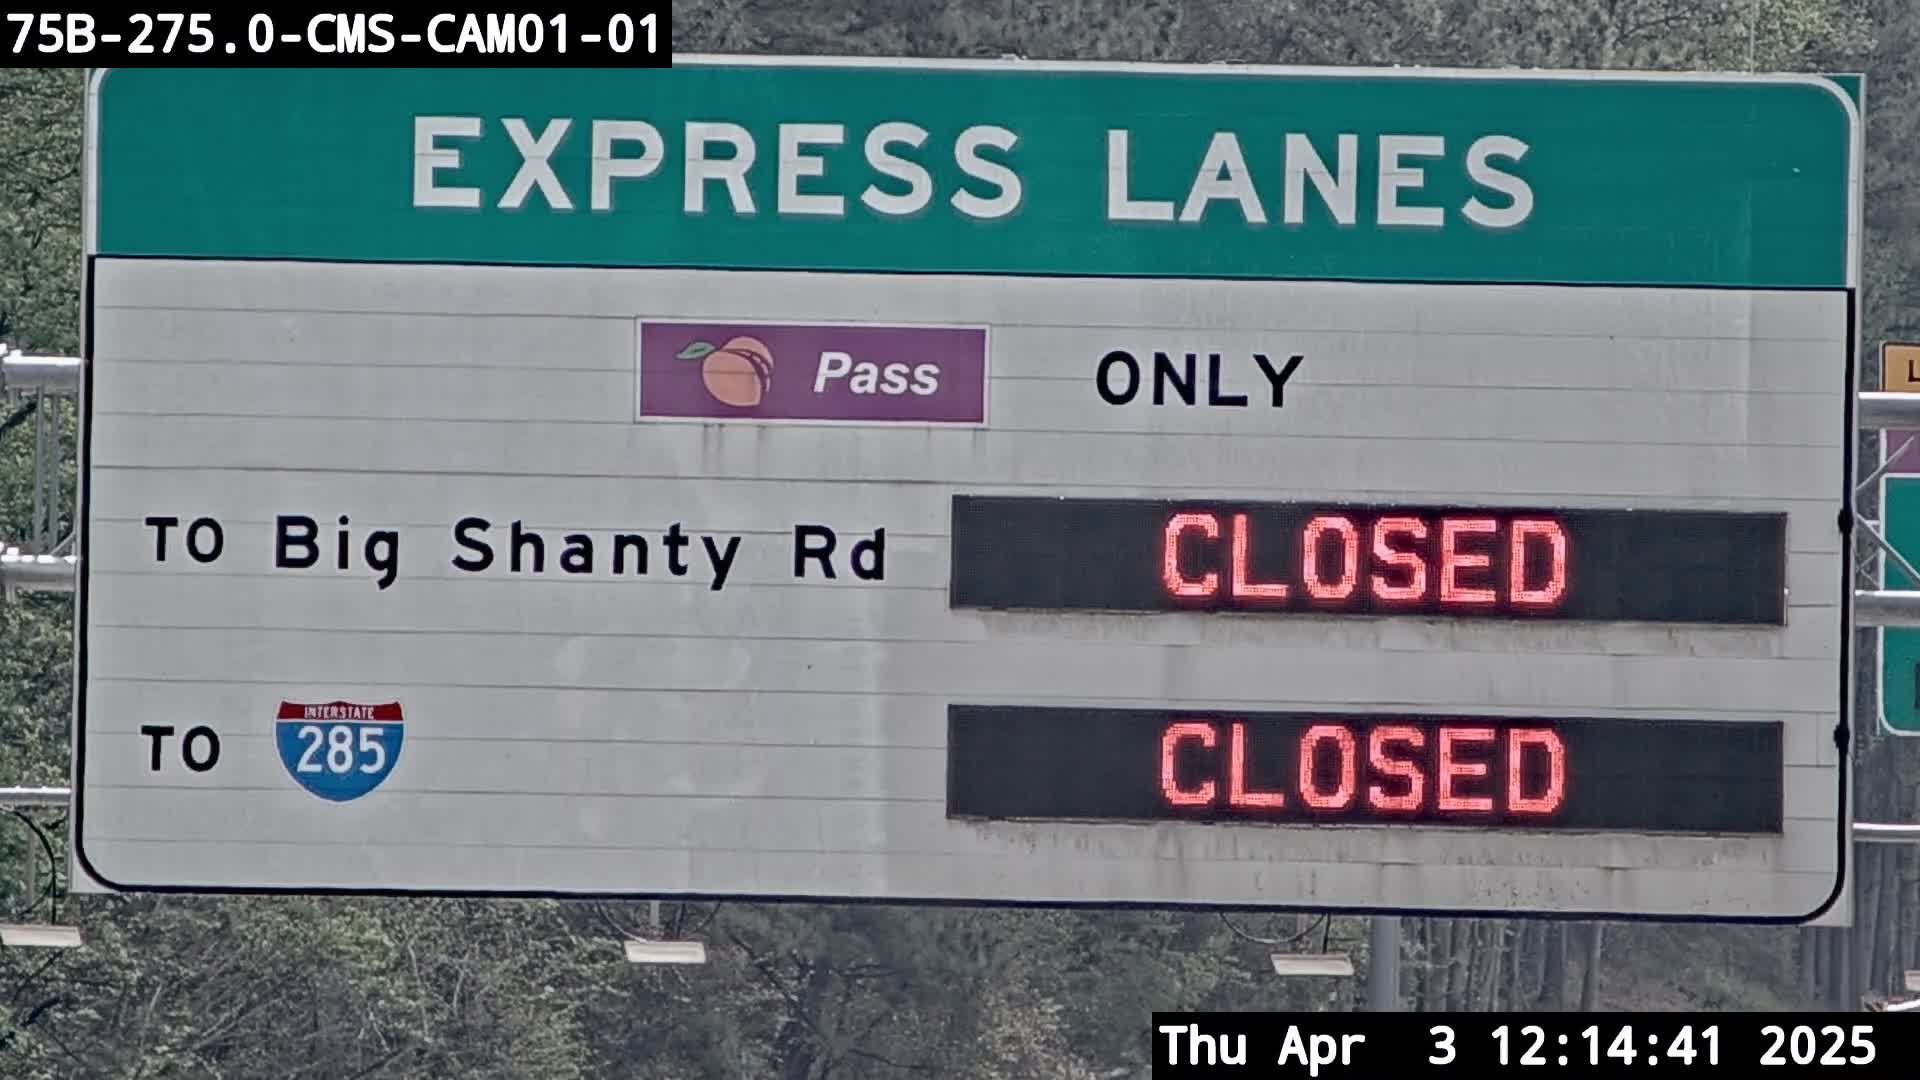 75B-275.0-CMS-CAM01-01
EXPRESS LANES
Pass ONLY
TO Big Shanty Rd CLOSED
INTERSTATE
TO 285 CLOSED
Thu Apr 3 12:14:41 2025